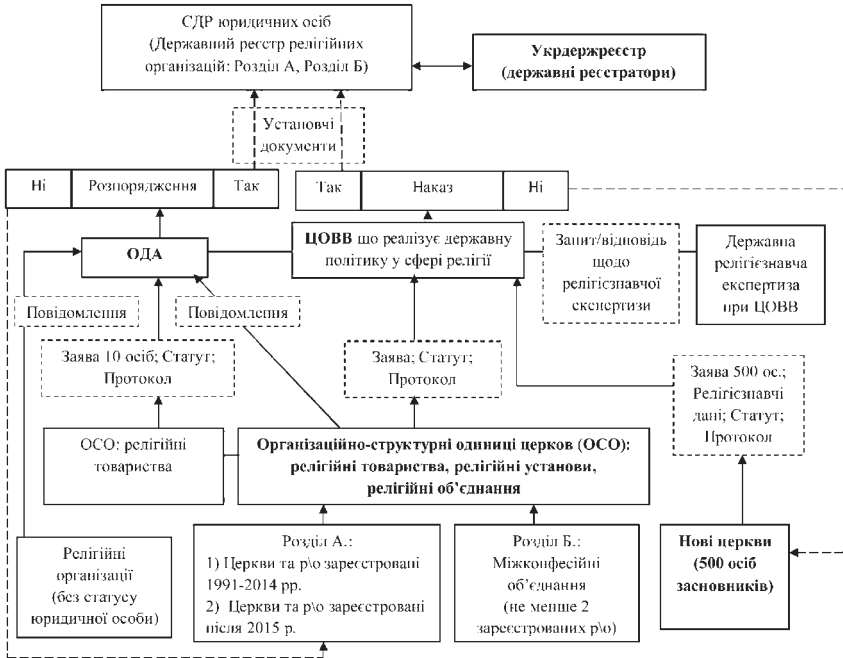 СДР юридичних осіб
(Державний реєстр релігійних
організацій: Розділ А, Розділ Б)
Укрдержреєстр
(державні реєстратори)
Установчі
документи
Ні
Розпорядження
Так
Так
Наказ
Ні
ОДА
ЦОВВ що реалізує державну
політику у сфері релігії
Запит/відповідь
щодо
релігієзнавчої
експертизи
Державна
релігієзнавча
експертиза
при ЦОВВ
Повідомлення
Повідомлення
Заява 10 осіб; Статут;
Протокол
Заява; Статут;
Протокол
Заява 500 ос.;
Релігієзнавчі
дані; Статут;
Протокол
ОСО: релігійні
товариства
Організаційно-структурні одиниці церков (ОСО):
релігійні товариства, релігійні установи,
релігійні об’єднання
Релігійні
організації
(без статусу
юридичної особи)
Розділ А.:
1) Церкви та р\о зареєстровані
1991-2014 рр.
2) Церкви та р\о зареєстровані
після 2015 р.
Розділ Б.:
Міжконфесійні
об’єднання
(не менше 2
зареєстрованих р\о)
Нові церкви
(500 осіб
засновників)